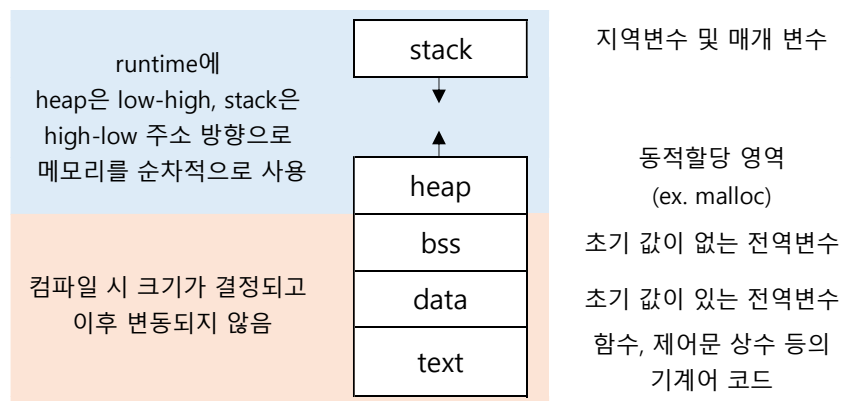 stack
지역변수 및 매개 변수
runtime에
heap은 low-high, stack은
high-low 주소 방향으로
메모리를 순차적으로 사용
heap
동적할당 영역
(ex. malloc)
bss
초기 값이 없는 전역변수
컴파일 시 크기가 결정되고
이후 변동되지 않음
data
초기 값이 있는 전역변수
text
함수, 제어문 상수 등의
기계어 코드